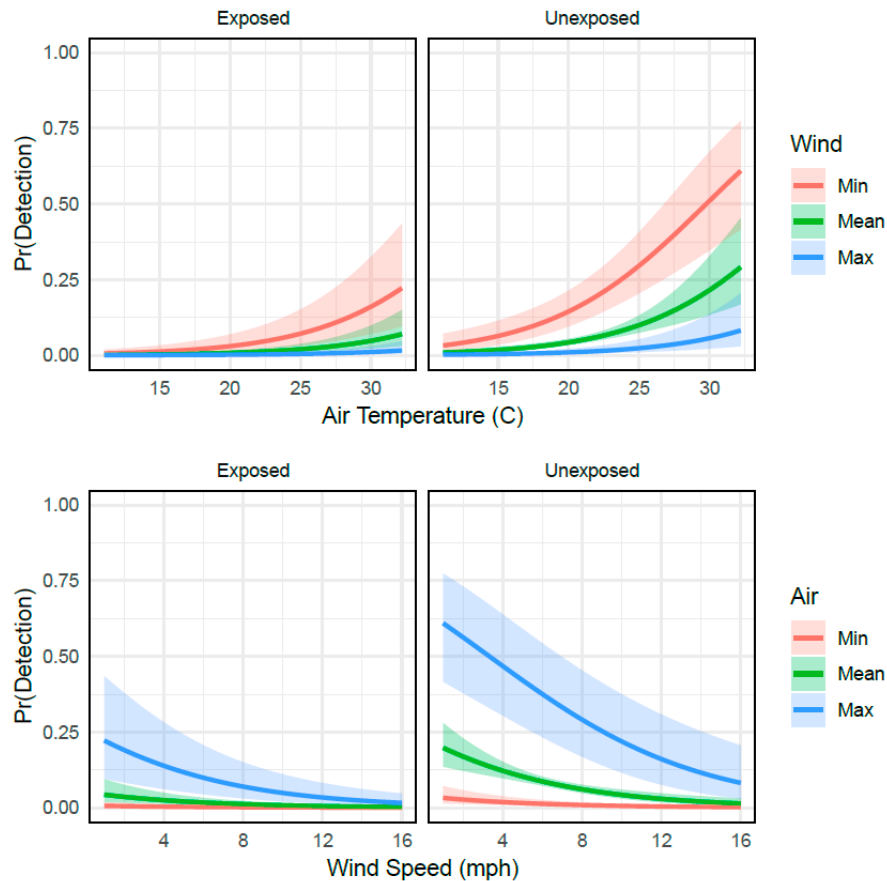 Exposed
Unexposed
1.00
0.75
0.50
0.25
0.00
Pr(Detection)
15 20 25 30
15 20 25 30
Air Temperature (C)
Wind
Min
Mean
Max
Exposed
Unexposed
1.00
0.75
0.50
0.25
0.00
Pr(Detection)
4 8 12 16
4 8 12 16
Wind Speed (mph)
Air
Min
Mean
Max